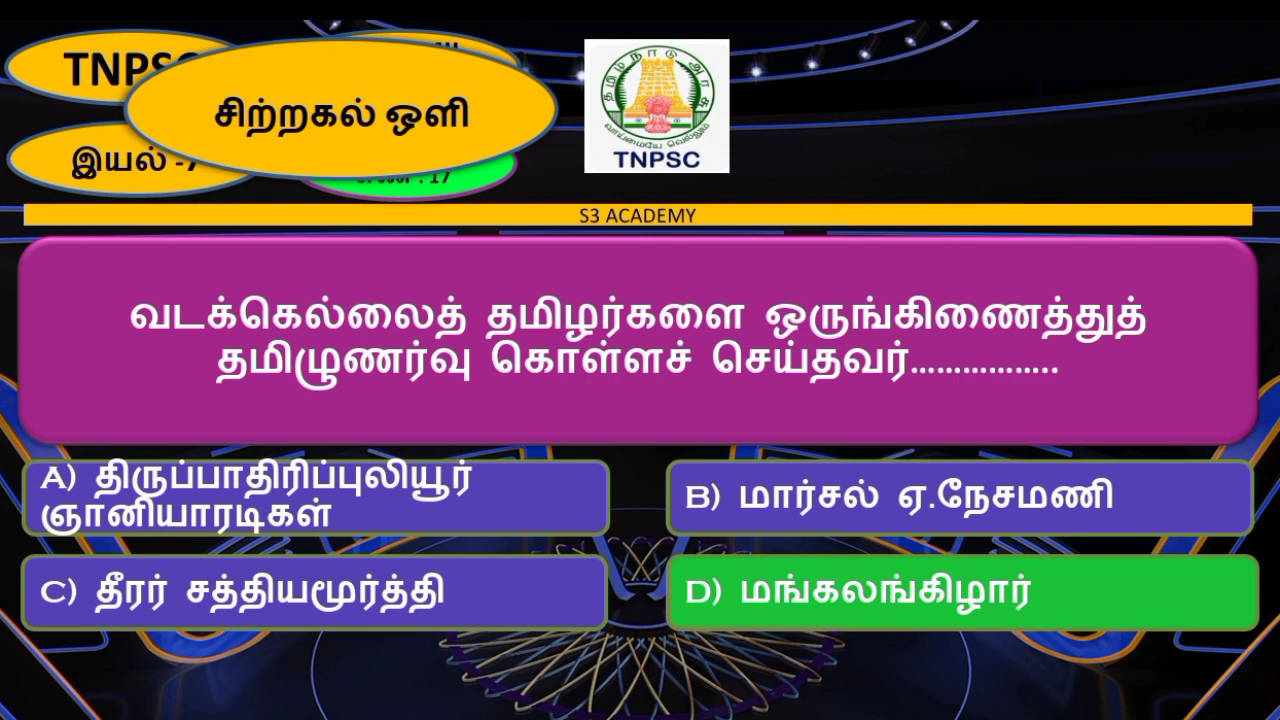 சிற்றகல் ஒளி
இயல் -7
தமிழ்நாடு அரசு
வாய்மையே வெல்லும்
TNPSC
S3 ACADEMY
வடக்கெல்லைத் தமிழர்களை ஒருங்கிணைத்துத்
தமிழுணர்வு கொள்ளச் செய்தவர்................
A) திருப்பாதிரிப்புலியூர்
ஞானியாரடிகள்
B) மார்சல் ஏ.நேசமணி
C) தீரர் சத்தியமூர்த்தி
D) மங்கலங்கிழார்